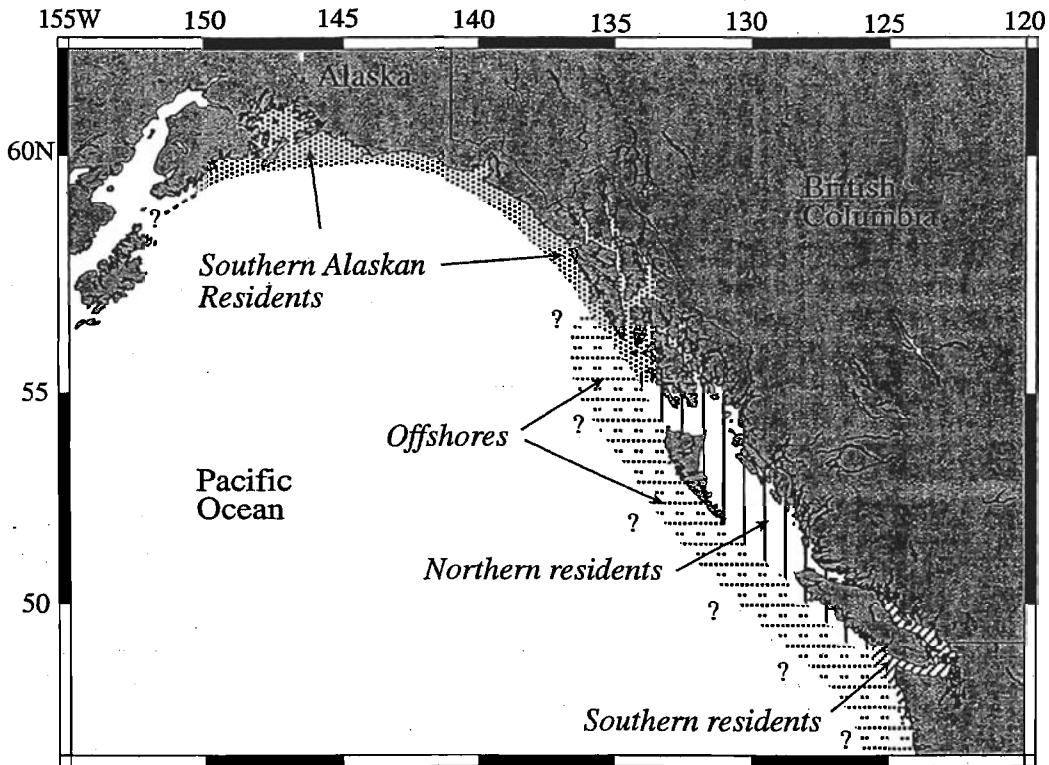 155W 150 145 140 135 130 125 120
Alaska
60N
British
Columbia
?
Southern Alaskan
Residents
?
55
?
Offshores
Pacific
Ocean
?
Northern residents
50
?
?
Southern residents
?